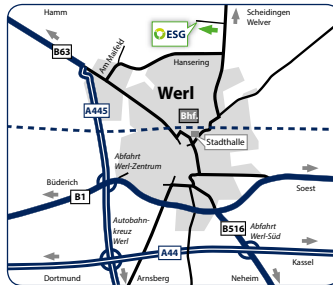 Hamm
Scheidingen
Welver
ESG
B63
Am Maifeld
Hansering
Werl
A445
Bhf.
Stadthalle
Abfahrt
Werl-Zentrum
Büderich
Soest
B1
Autobahn-
kreuz
Werl
B516
Abfahrt
Werl-Süd
A44
Kassel
Dortmund
Arnsberg
Neheim